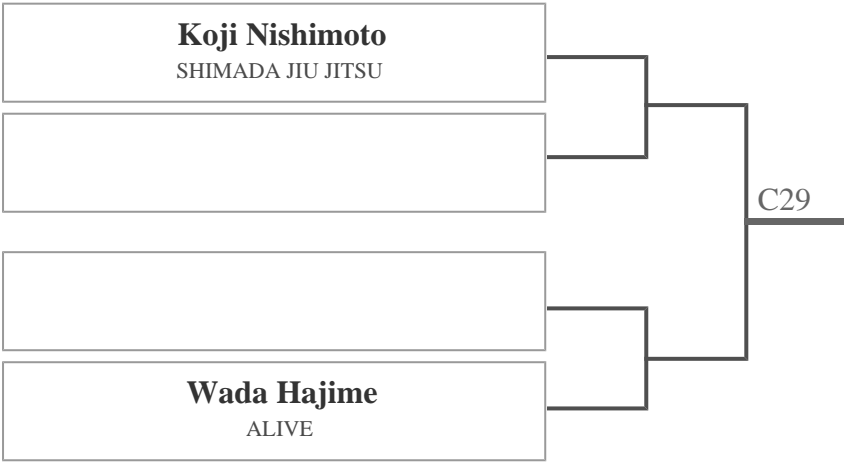 Koji Nishimoto
SHIMADA JIU JITSU
C29
Wada Hajime
ALIVE